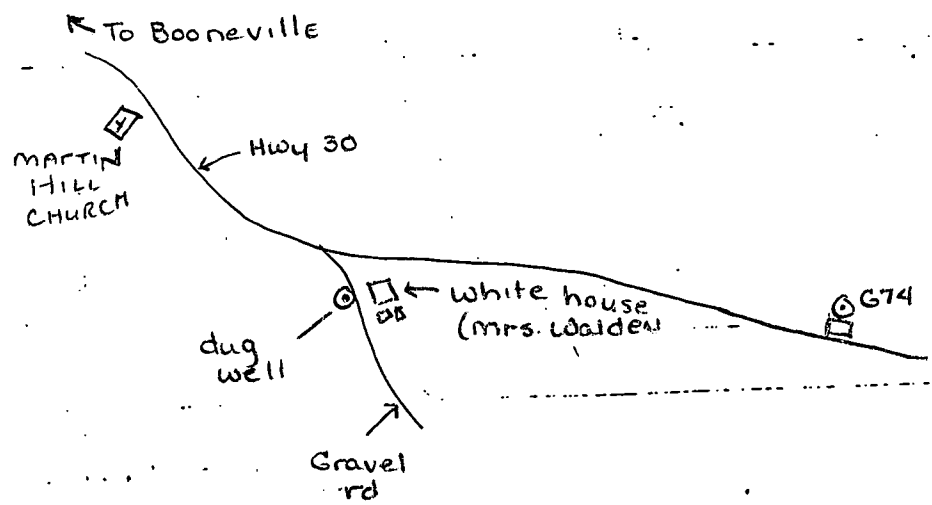 To Booneville
Hwy 30
MARTIN
HILL
CHURCH
G74
white house
(mrs. Walden
dug
well
Gravel
rd